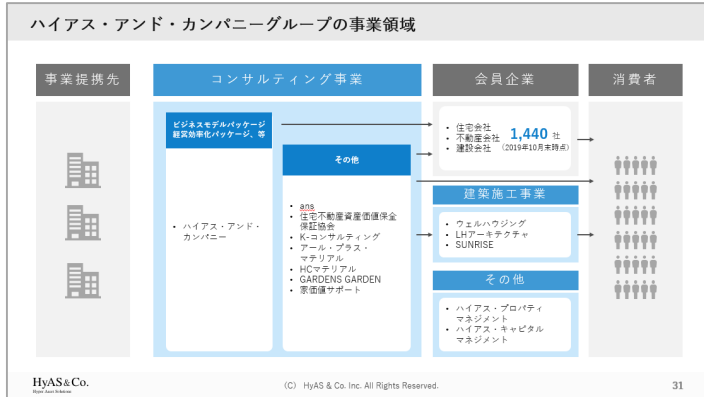 ハイアス・アンド・カンパニーグループの事業領域
事業提携先
コンサルティング事業
会員企業
消費者
ビジネスモデルパッケージ
経営効率化パッケージ、等
その他
・ ハイアス・アンド・
カンパニー
・ ans
・ 住宅不動産資産価値保全
保証協会
・ K-コンサルティング
・ アール・プラス・
マテリアル
・ HCマテリアル
・ GARDENS GARDEN
・ 家価値サポート
・ 住宅会社
・ 不動産会社
・ 建設会社
1,440 社
（2019年10月末時点）
建築施工事業
・ ウェルハウジング
・ LHアーキテクチャ
・ SUNRISE
その他
・ ハイアス・プロパティ
マネジメント
・ ハイアス・キャピタル
マネジメント
HyAS&Co.
Hyper Asset Solutions
(C) HyAS & Co. Inc. All Rights Reserved.
31